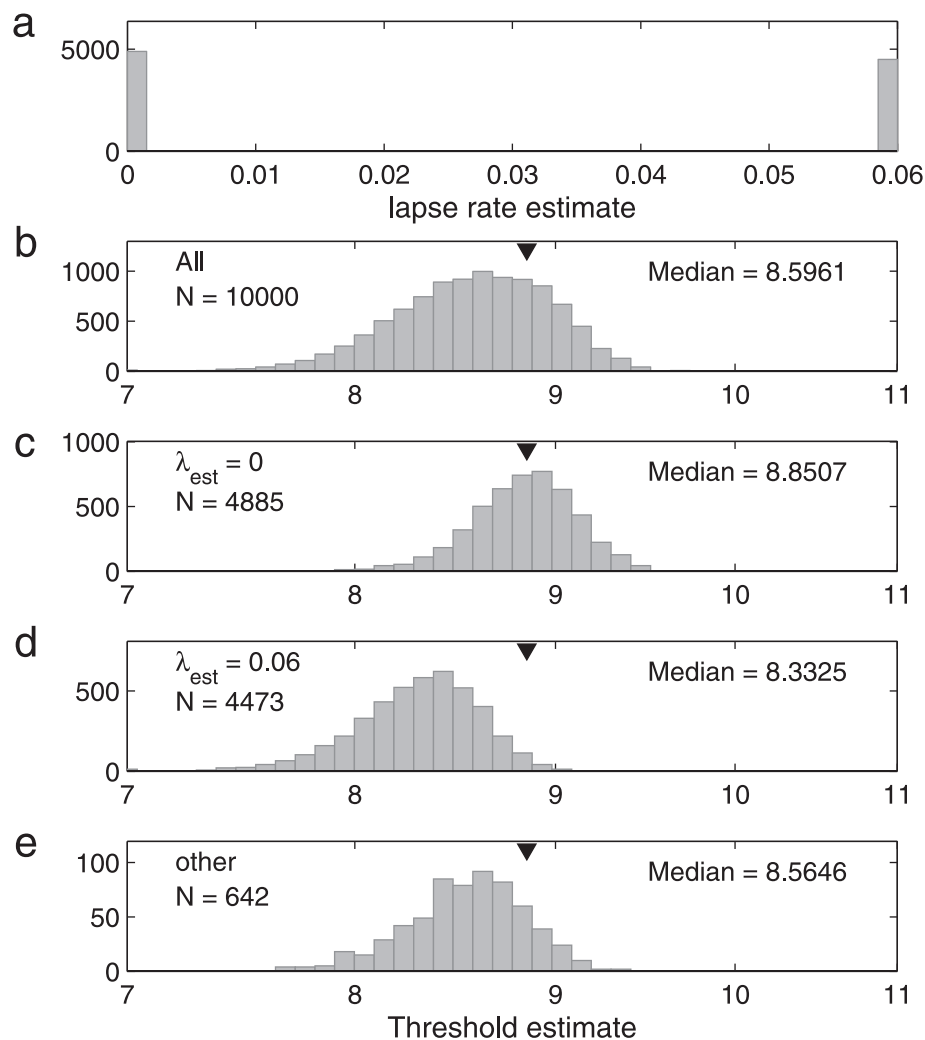 a
5000
0
0 0.01 0.02 0.03 0.04 0.05 0.06
lapse rate estimate
b
All
N = 10000
Median = 8.5961
1000
500
0
7 8 9 10 11
c
λest = 0
N = 4885
Median = 8.8507
1000
500
0
7 8 9 10 11
d
λest = 0.06
N = 4473
Median = 8.3325
500
0
7 8 9 10 11
e
other
N = 642
Median = 8.5646
100
50
0
7 8 9 10 11
Threshold estimate